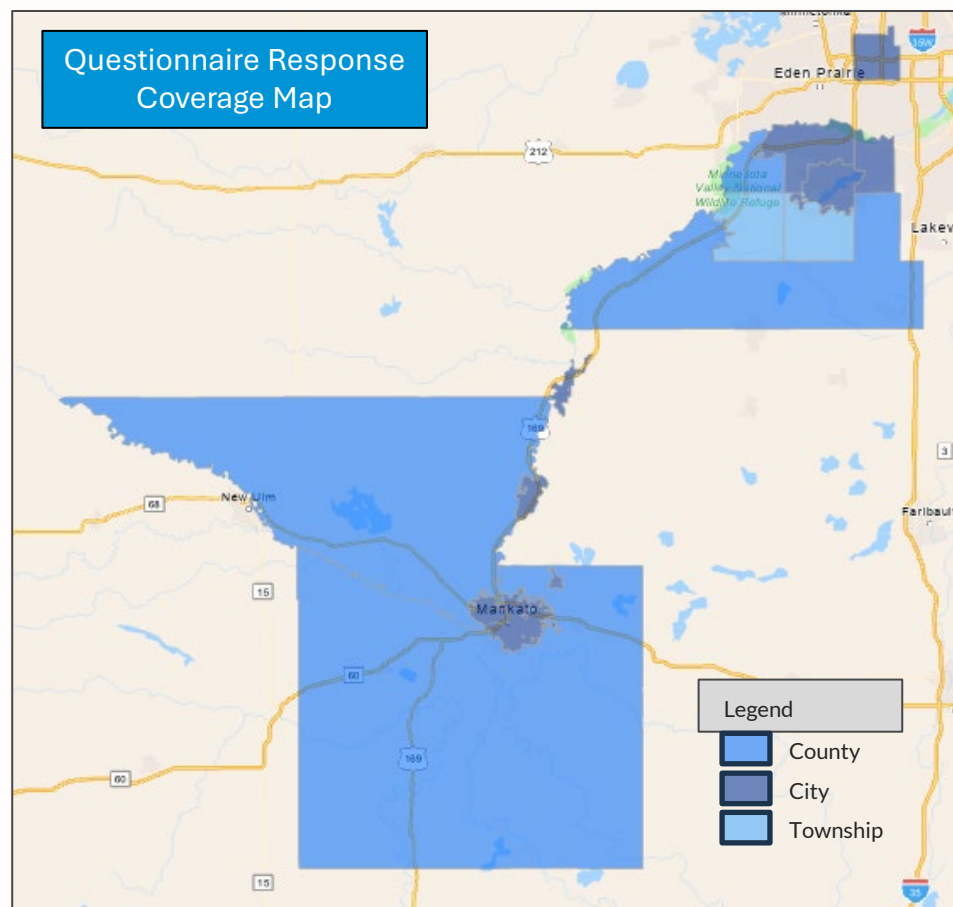 Questionnaire Response
Coverage Map
35W
Eden Prairie
212
Minnesota
Valley National
Wildlife Refuge
169
3
68
New Ulm
Faribault
15
Mankato
60
Legend
County
169
60
City
Township
15
35